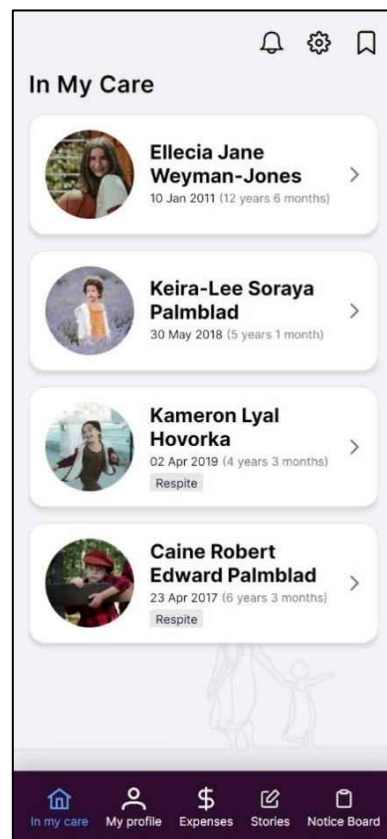 In My Care
Ellecia Jane
Weyman-Jones
10 Jan 2011 (12 years 6 months)
Keira-Lee Soraya
Palmblad
30 May 2018 (5 years 1 month)
Kameron Lyal
Hovorka
02 Apr 2019 (4 years 3 months)
Respite
Caine Robert
Edward Palmblad
23 Apr 2017 (6 years 3 months)
Respite
In my care My profile Expenses Stories Notice Board